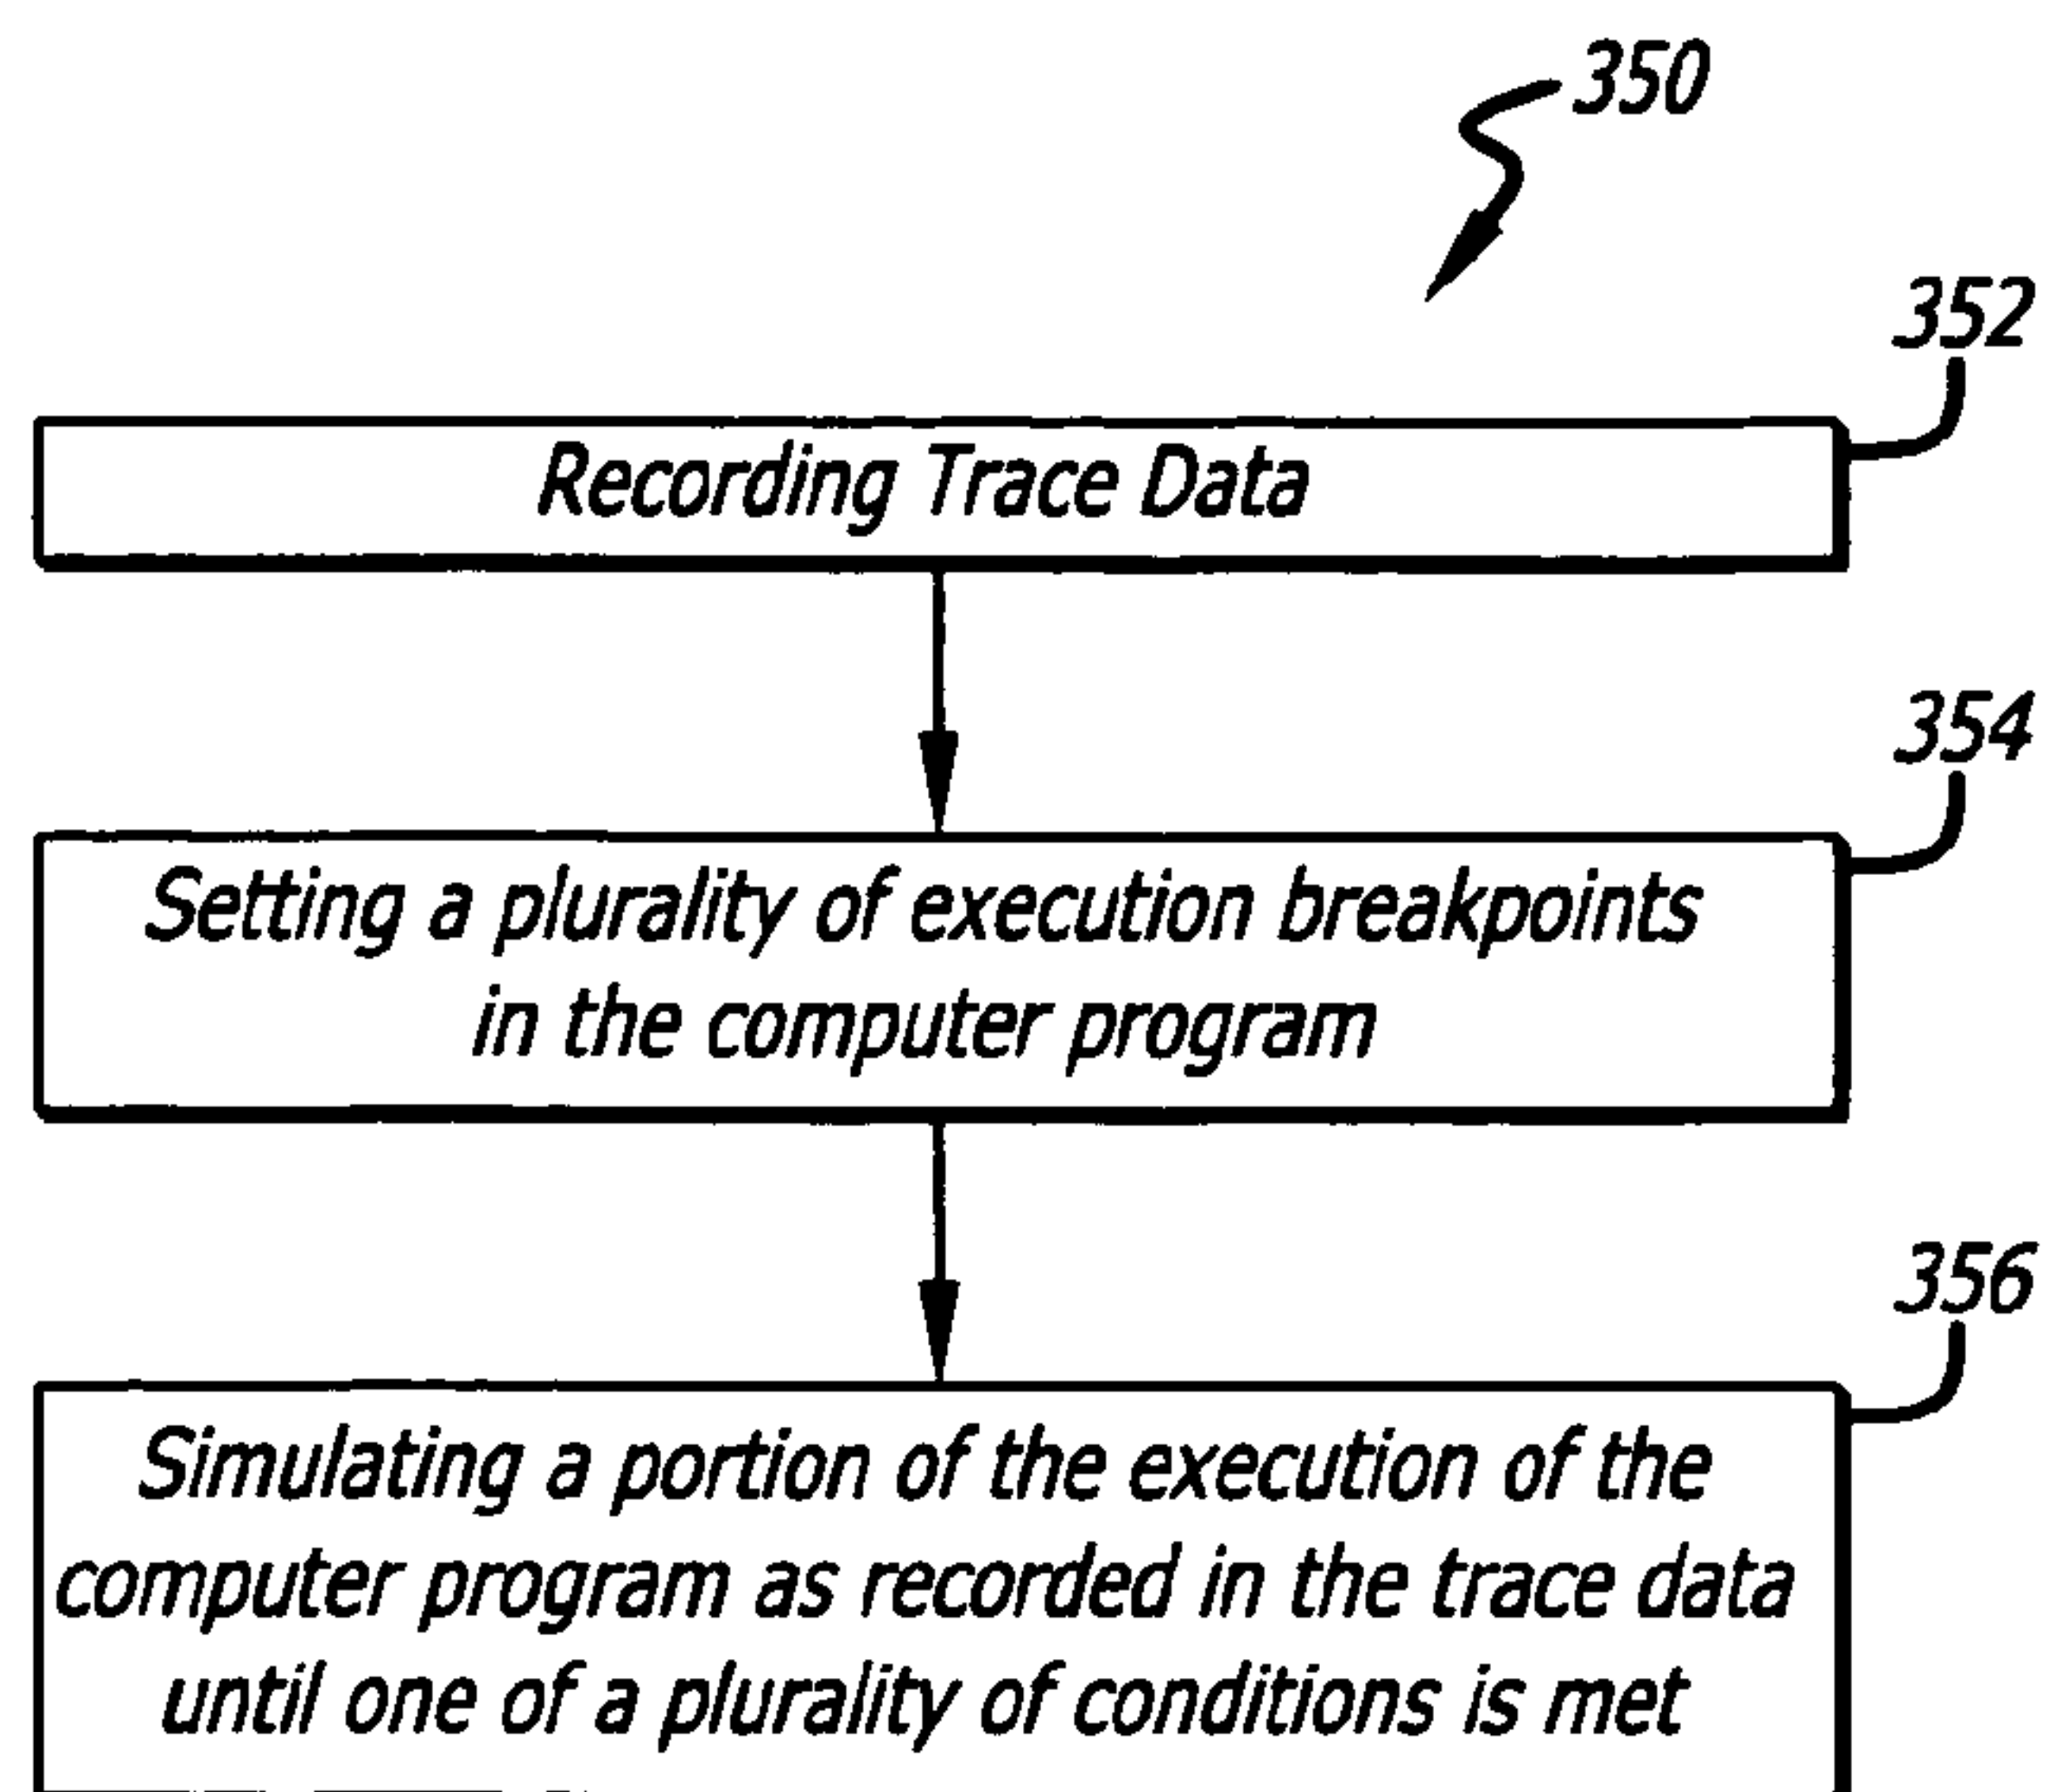 350
352
Recording Trace Data
354
Setting a plurality of execution breakpoints
in the computer program
356
Simulating a portion of the execution of the
computer program as recorded in the trace data
until one of a plurality of conditions is met